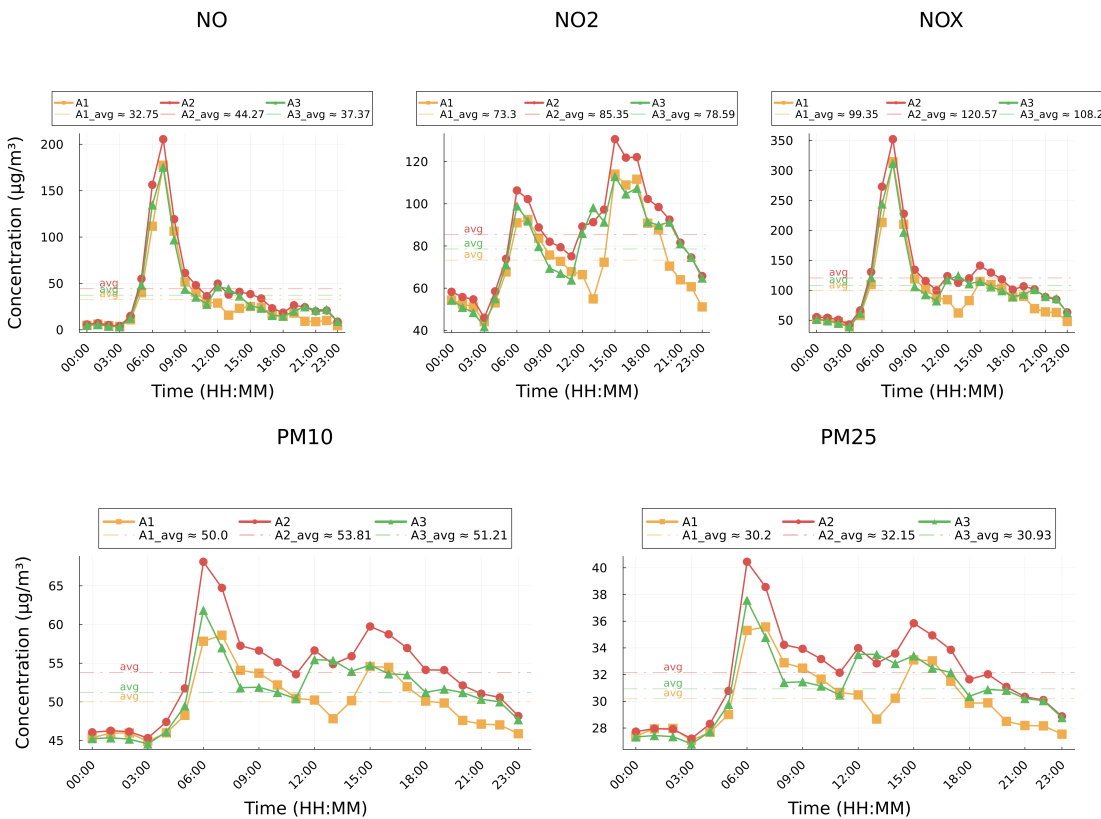 NO
NO2
NOX
A1 A2 A3
A1_avg ≈ 32.75 A2_avg ≈ 44.27 A3_avg ≈ 37.37
A1 A2 A3
A1_avg ≈ 73.3 A2_avg ≈ 85.35 A3_avg ≈ 78.59
A1 A2 A3
A1_avg ≈ 99.35 A2_avg ≈ 120.57 A3_avg ≈ 108.2
Concentration (µg/m³)
200
150
100
50
0
avg
avg
avg
00:00 03:00 06:00 09:00 12:00 15:00 18:00 21:00 23:00
Time (HH:MM)
120
100
80
60
40
avg
avg
avg
00:00 03:00 06:00 09:00 12:00 15:00 18:00 21:00 23:00
Time (HH:MM)
350
300
250
200
150
100
50
avg
avg
avg
00:00 03:00 06:00 09:00 12:00 15:00 18:00 21:00 23:00
Time (HH:MM)
PM10
PM25
A1 A2 A3
A1_avg ≈ 50.0 A2_avg ≈ 53.81 A3_avg ≈ 51.21
A1 A2 A3
A1_avg ≈ 30.2 A2_avg ≈ 32.15 A3_avg ≈ 30.93
Concentration (µg/m³)
65
60
55
50
45
avg
avg
avg
00:00 03:00 06:00 09:00 12:00 15:00 18:00 21:00 23:00
Time (HH:MM)
40
38
36
34
32
30
28
avg
avg
avg
00:00 03:00 06:00 09:00 12:00 15:00 18:00 21:00 23:00
Time (HH:MM)